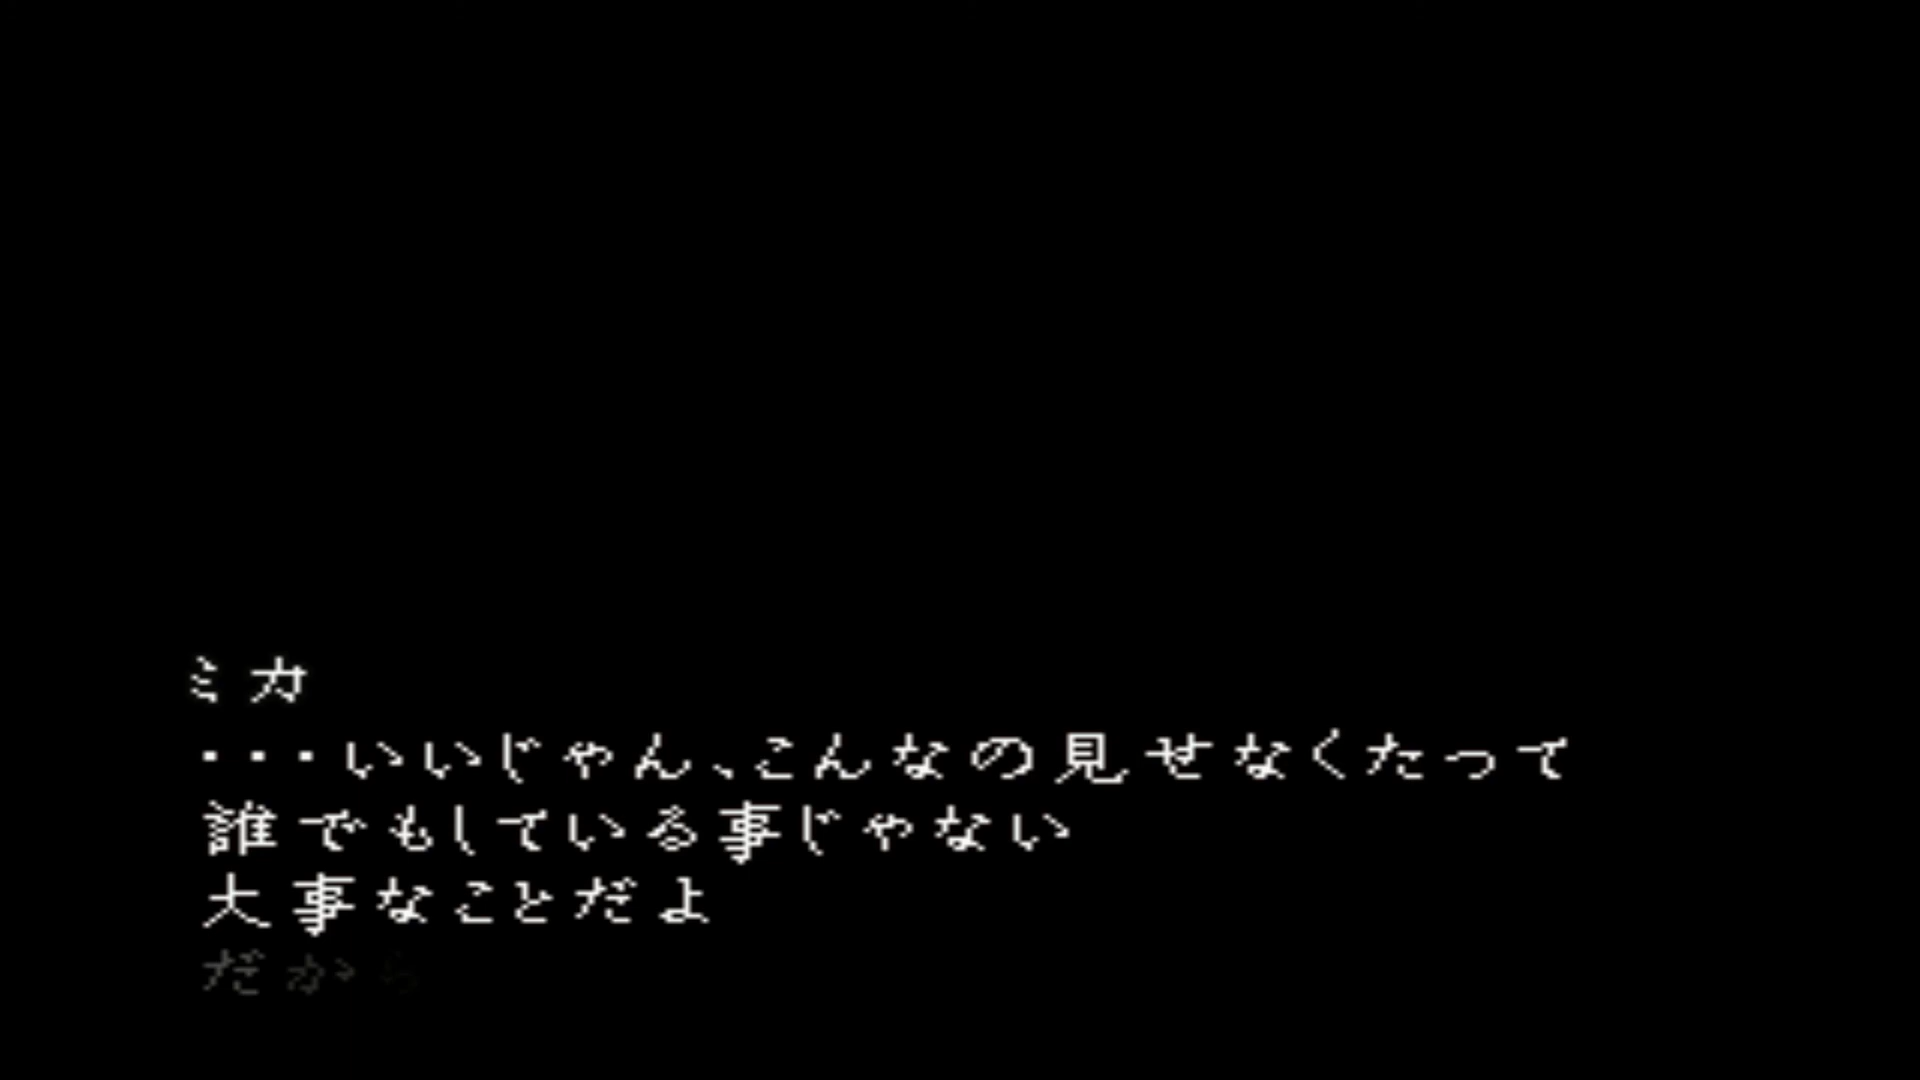 ミカ
・・・いいじゃん、こんなの見せなくたって
誰でもしている事じゃない
大事なことだよ
だから